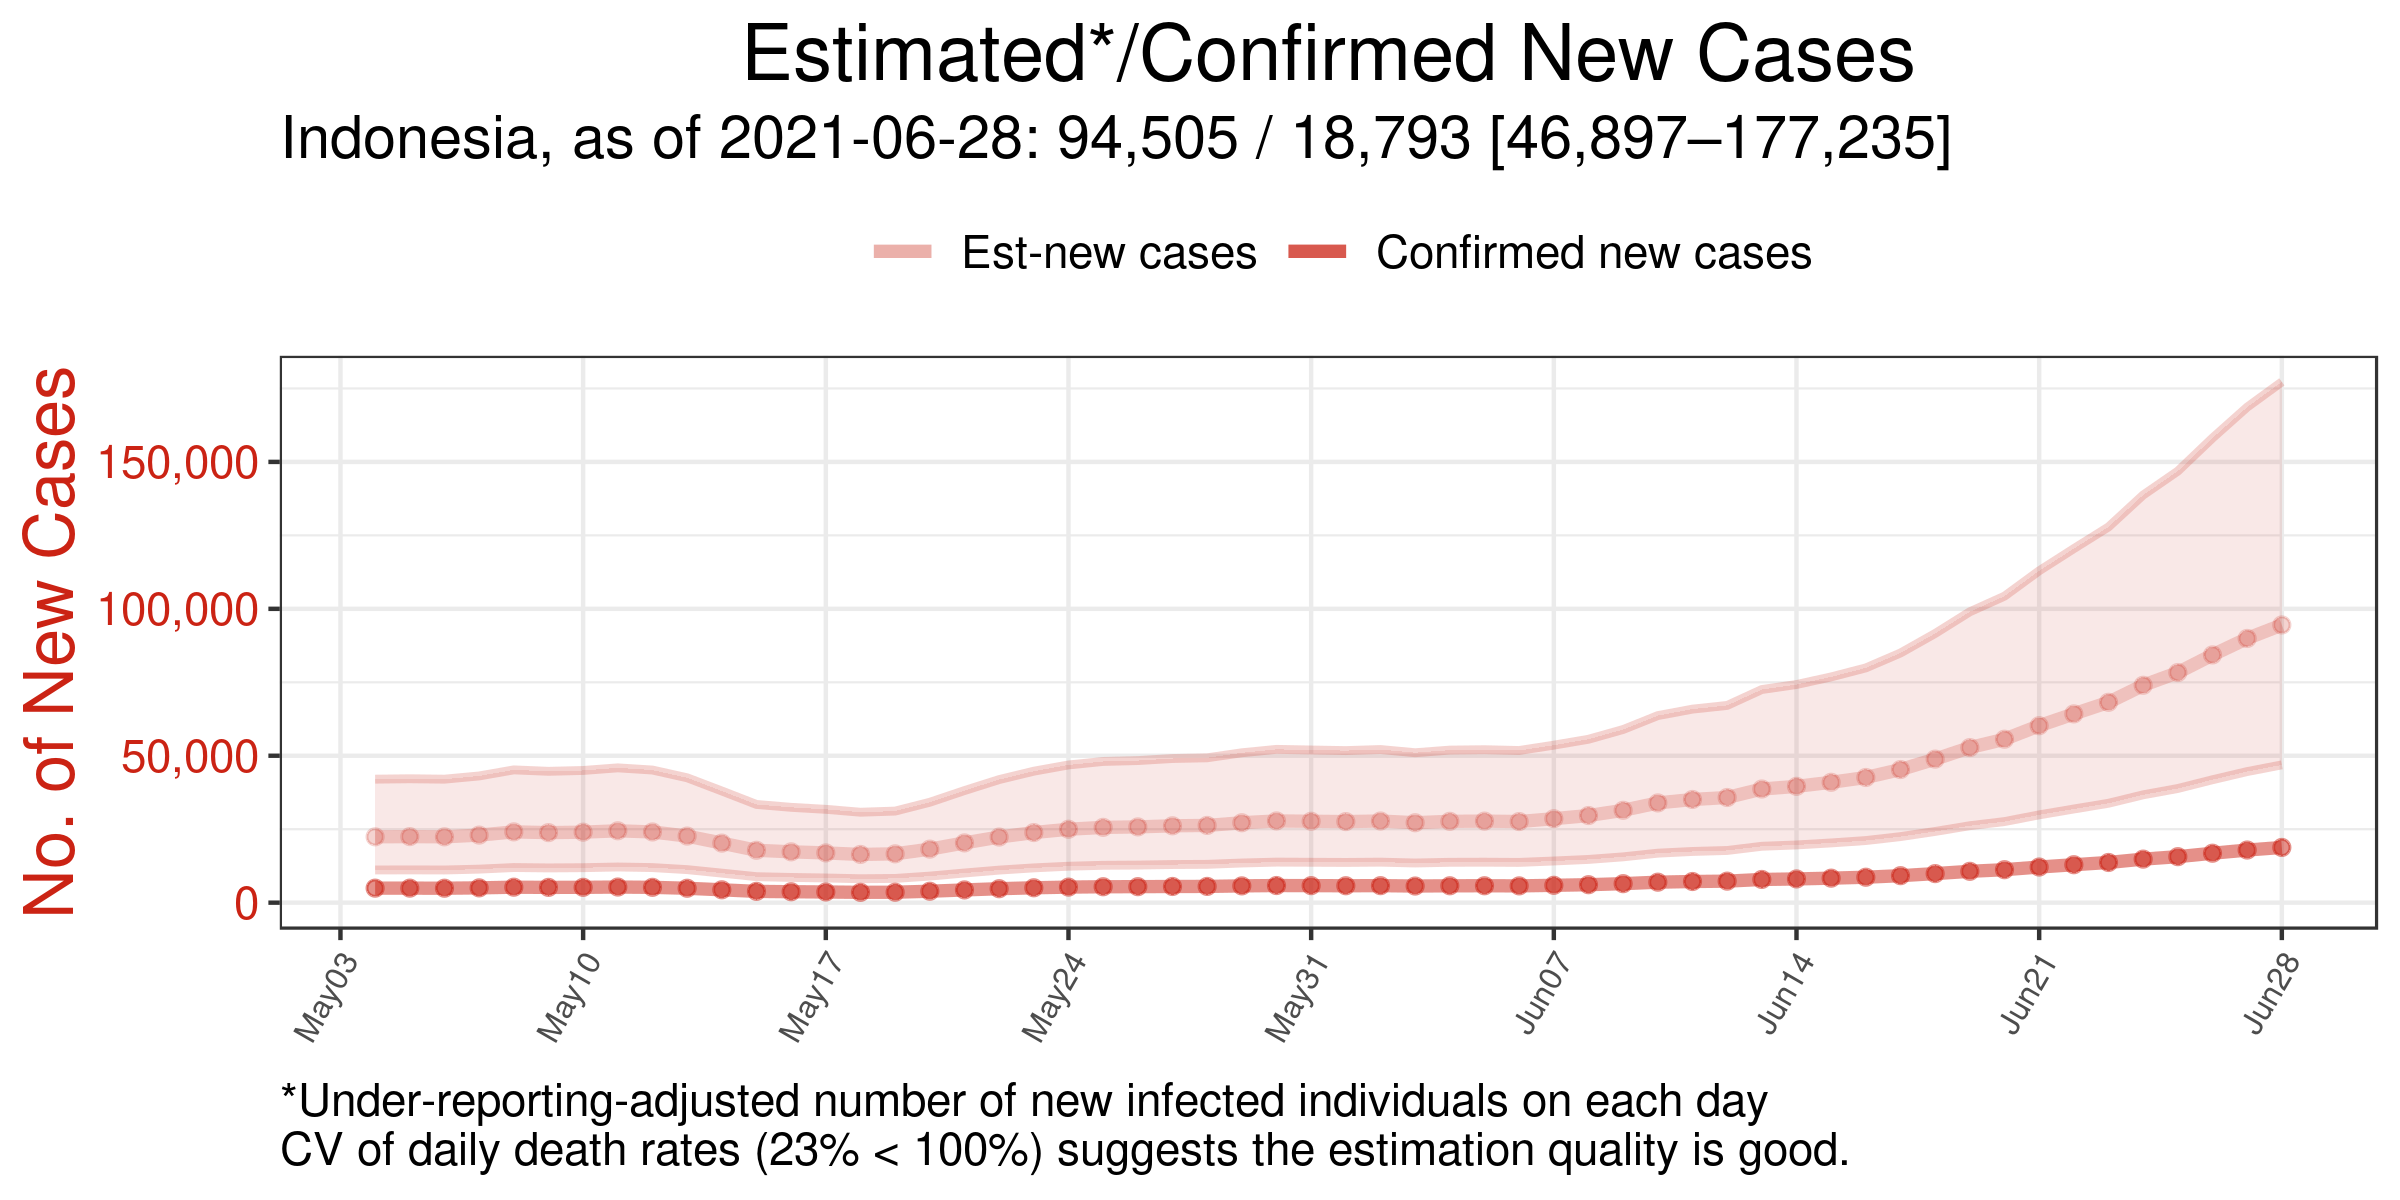 Estimated*/Confirmed New Cases
Indonesia, as of 2021-06-28: 94,505 / 18,793 [46,897–177,235]
Est-new cases
Confirmed new cases
No. of New Cases
150,000
100,000
50,000
0
May03
May10
May17
May24
May31
Jun07
Jun14
Jun21
Jun28
*Under-reporting-adjusted number of new infected individuals on each day
CV of daily death rates (23% < 100%) suggests the estimation quality is good.